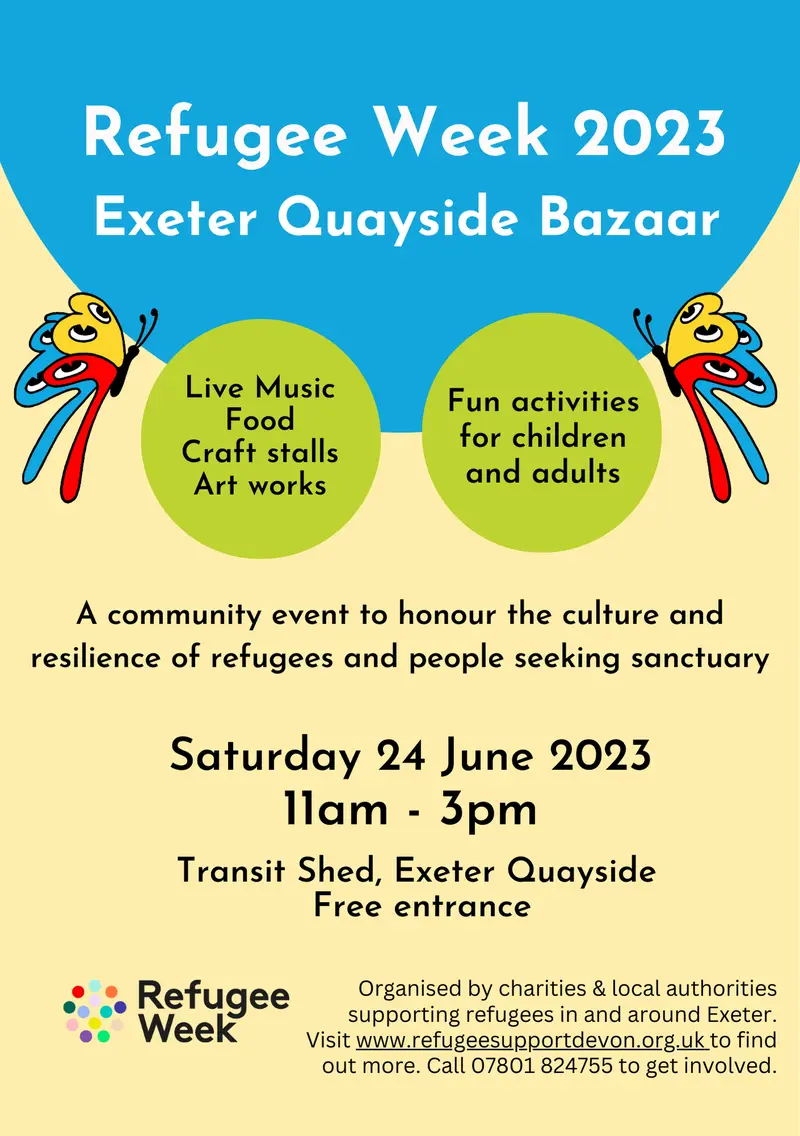 Refugee Week 2023
Exeter Quayside Bazaar
Live Music
Food
Craft stalls
Art works
Fun activities
for children
and adults
A community event to honour the culture and
resilience of refugees and people seeking sanctuary
Saturday 24 June 2023
11am - 3pm
Transit Shed, Exeter Quayside
Free entrance
Refugee
Week
Organised by charities & local authorities
supporting refugees in and around Exeter.
Visit www.refugeesupportdevon.org.uk to find
out more. Call 07801 824755 to get involved.